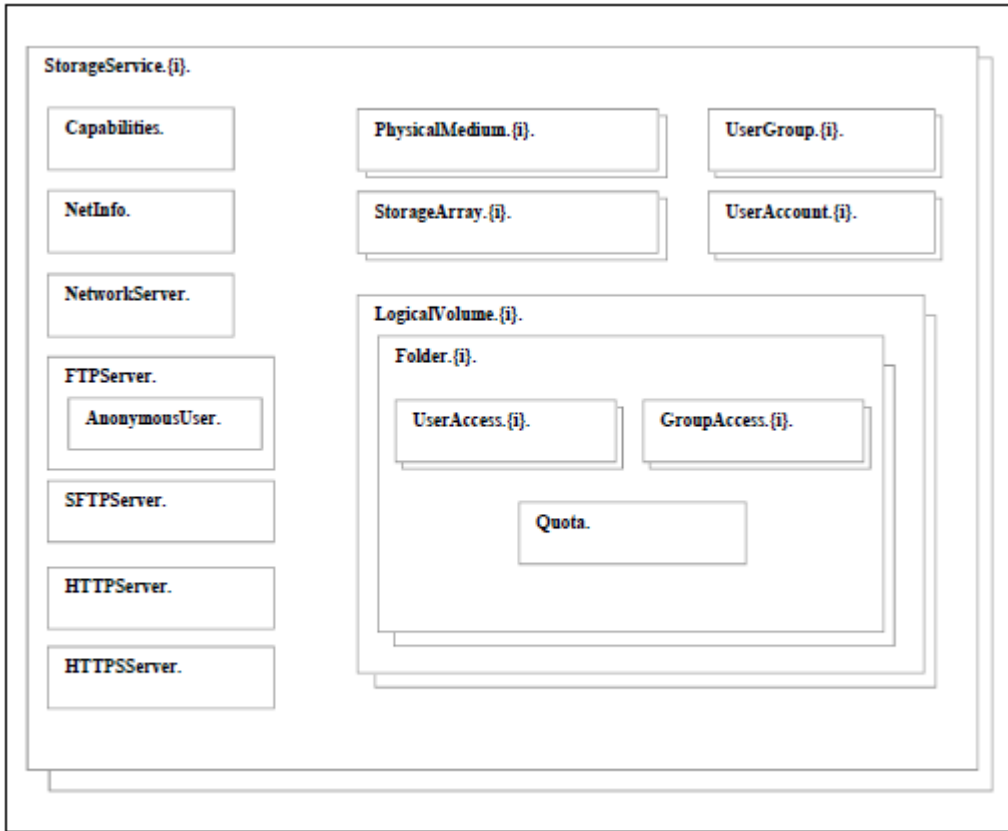 StorageService.{i}.
Capabilities.
NetInfo.
NetworkServer.
FTPServer.
AnonymousUser.
SFTPServer.
HTTPServer.
HTTPSServer.
PhysicalMedium.{i}.
StorageArray.{i}.
UserGroup.{i}.
UserAccount.{i}.
LogicalVolume.{i}.
Folder.{i}.
UserAccess.{i}.
GroupAccess.{i}.
Quota.